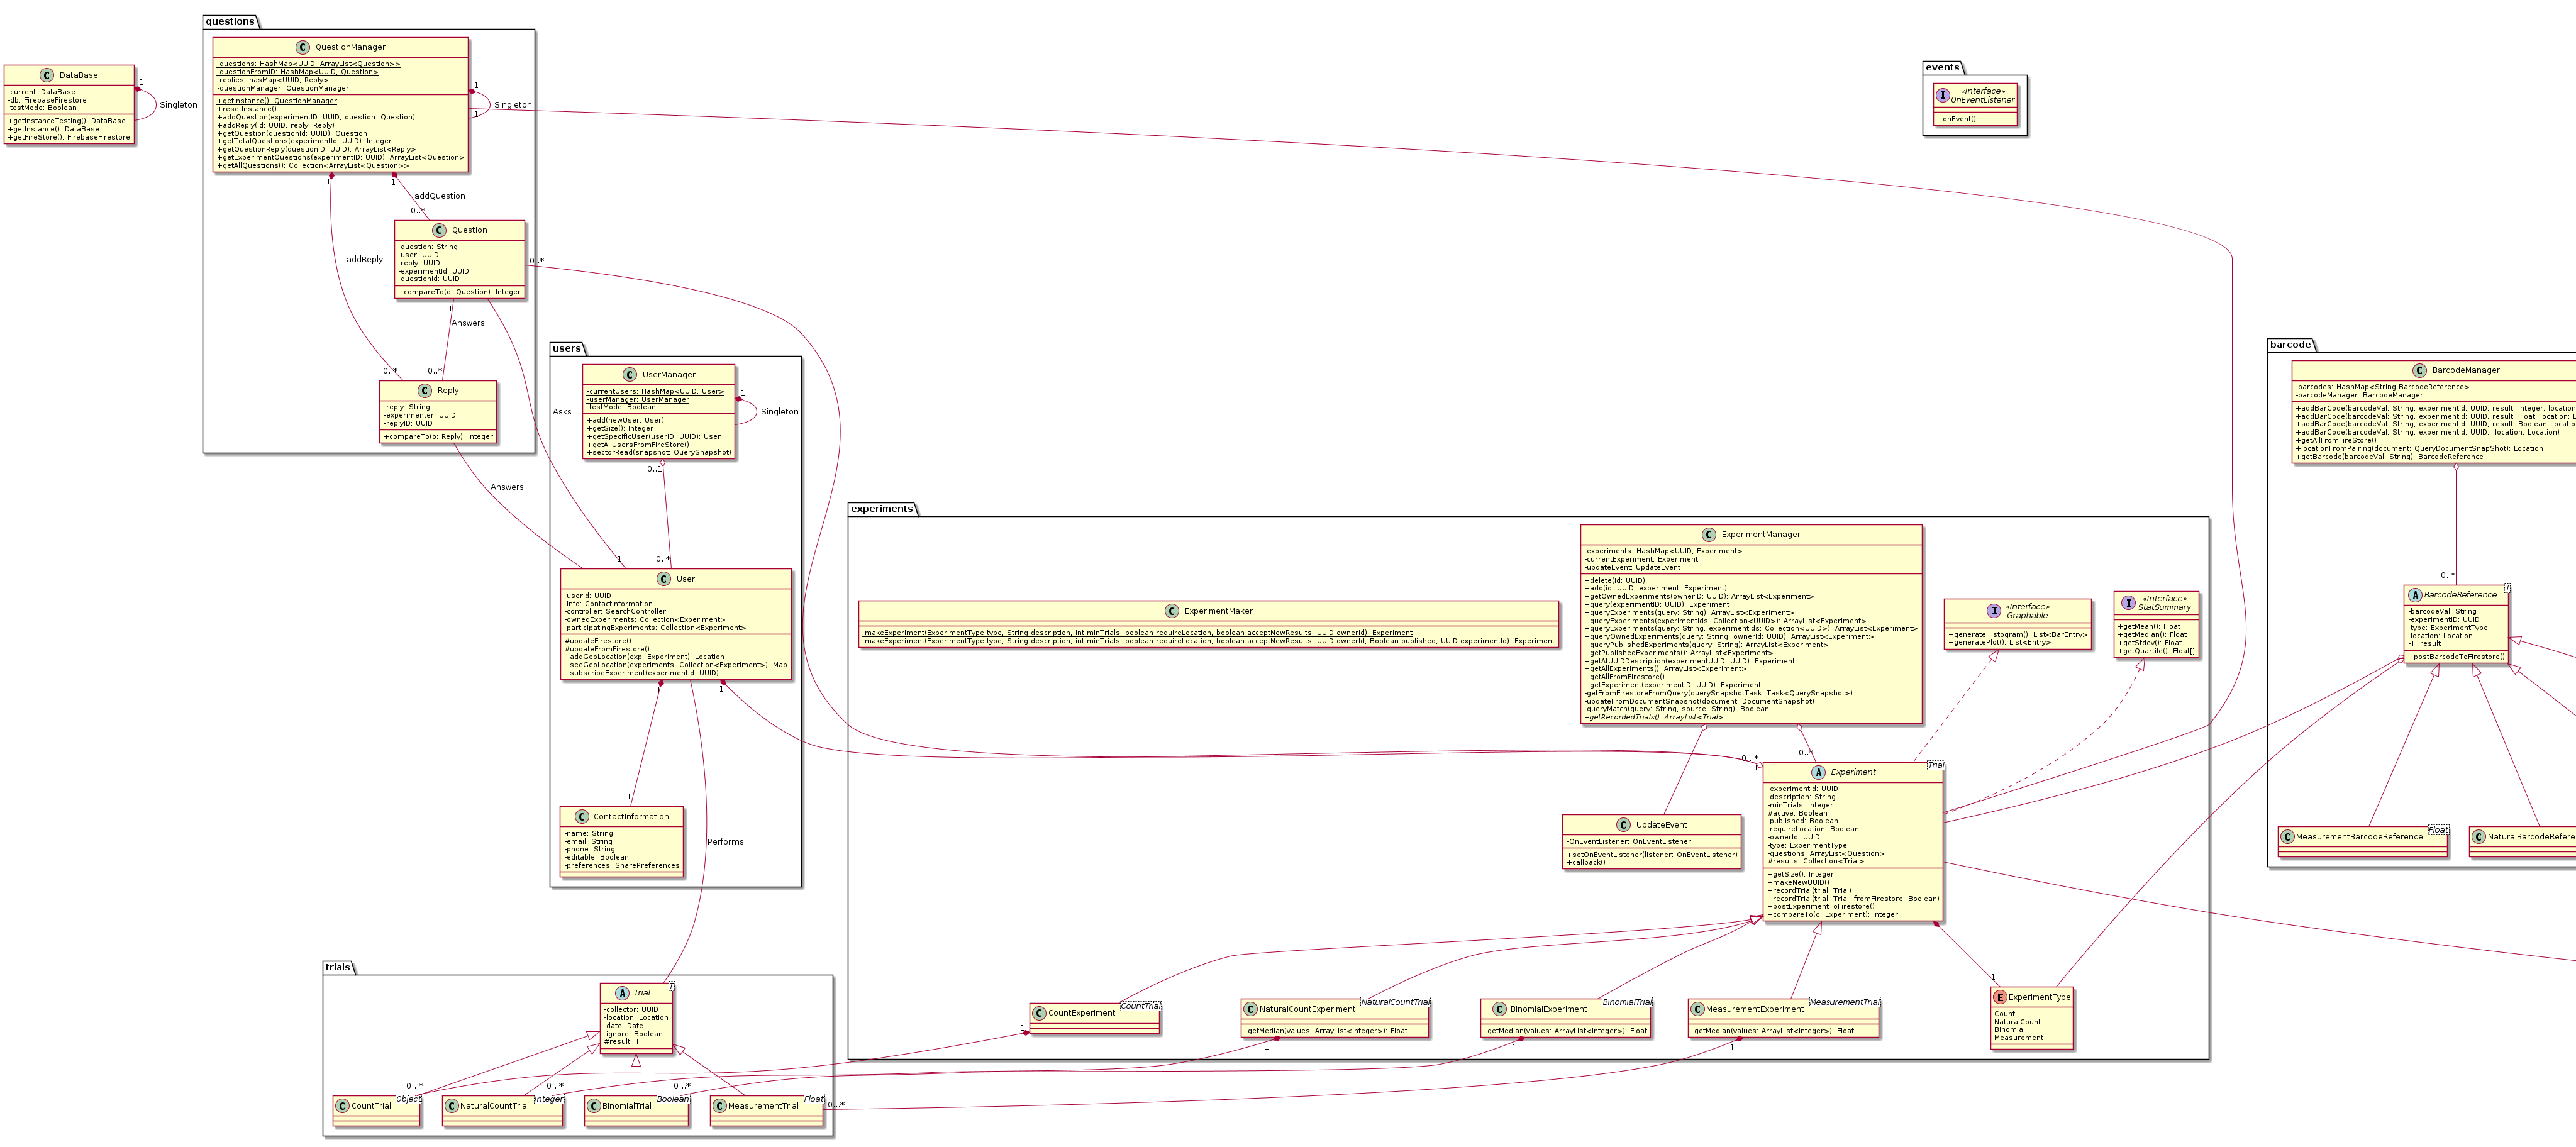 questions
QuestionManager
-questions: HashMap<UUID, ArrayList<Question>>
-questionFromID: HashMap<UUID, Question>
-replies: hasMap<UUID, Reply>
-questionManager: QuestionManager
+getInstance(): QuestionManager
+resetInstance()
+addQuestion(experimentID: UUID, question: Question)
+addReply(id: UUID, reply: Reply)
+getQuestion(questionId: UUID): Question
+getTotalQuestions(experimentId: UUID): Integer
+getQuestionReply(questionID: UUID): ArrayList<Reply>
+getExperimentQuestions(experimentID: UUID): ArrayList<Question>
+getAllQuestions(): Collection<ArrayList<Question>>
1
Singleton
1
DataBase
-current: DataBase
-db: FirebaseFirestore
-testMode: Boolean
+getInstanceTesting(): DataBase
+getInstance(): DataBase
+getFireStore(): FirebaseFirestore
1
Singleton
1
events
«Interface»
OnEventListener
+onEvent()
1
1
addQuestion
0..*
Question
-question: String
-user: UUID
-reply: UUID
-experimentId: UUID
-questionId: UUID
+compareTo(o: Question): Integer
0..*
addReply
1
Answers
0..*
0..*
Reply
-reply: String
-experimenter: UUID
-replyID: UUID
+compareTo(o: Reply): Integer
Asks
Answers
users
UserManager
-currentUsers: HashMap<UUID, User>
-userManager: UserManager
-testMode: Boolean
+add(newUser: User)
+getSize(): Integer
+getSpecificUser(userID: UUID): User
+getAllUsersFromFireStore()
+sectorRead(snapshot: QuerySnapshot)
1
Singleton
1
0..1
1
0..*
User
-userId: UUID
-info: ContactInformation
-controller: SearchController
-ownedExperiments: Collection<Experiment>
-participatingExperiments: Collection<Experiment>
#updateFirestore()
#updateFromFirestore()
+addGeoLocation(exp: Experiment): Location
+seeGeoLocation(experiments: Collection<Experiment>): Map
+subscribeExperiment(experimentId: UUID)
1
1
1
ContactInformation
-name: String
-email: String
-phone: String
-editable: Boolean
-preferences: SharePreferences
Performs
barcode
BarcodeManager
-barcodes: HashMap<String,BarcodeReference>
-barcodeManager: BarcodeManager
+addBarCode(barcodeVal: String, experimentId: UUID, result: Integer, location
+addBarCode(barcodeVal: String, experimentId: UUID, result: Float, location: L
+addBarCode(barcodeVal: String, experimentId: UUID, result: Boolean, locatio
+addBarCode(barcodeVal: String, experimentId: UUID,  location: Location)
+getAllFromFireStore()
+locationFromPairing(document: QueryDocumentSnapShot): Location
+getBarcode(barcodeVal: String): BarcodeReference
0..*
BarcodeReference
T
-barcodeVal: String
-experimentID: UUID
-type: ExperimentType
-location: Location
-T: result
+postBarcodeToFirestore()
MeasurementBarcodeReference
Float
NaturalBarcodeRefere
experiments
ExperimentMaker
-makeExperiment(ExperimentType type, String description, int minTrials, boolean requireLocation, boolean acceptNewResults, UUID ownerId): Experiment
-makeExperiment(ExperimentType type, String description, int minTrials, boolean requireLocation, boolean acceptNewResults, UUID ownerId, Boolean published, UUID experimentId): Experiment
ExperimentManager
-experiments: HashMap<UUID, Experiment>
-currentExperiment: Experiment
-updateEvent: UpdateEvent
+delete(id: UUID)
+add(id: UUID, experiment: Experiment)
+getOwnedExperiments(ownerID: UUID): ArrayList<Experiment>
+query(experimentID: UUID): Experiment
+queryExperiments(query: String): ArrayList<Experiment>
+queryExperiments(experimentIds: Collection<UUID>): ArrayList<Experiment>
+queryExperiments(query: String, experimentIds: Collection<UUID>): ArrayList<Experiment>
+queryOwnedExperiments(query: String, ownerId: UUID): ArrayList<Experiment>
+queryPublishedExperiments(query: String): ArrayList<Experiment>
+getPublishedExperiments(): ArrayList<Experiment>
+getAtUUIDDescription(experimentUUID: UUID): Experiment
+getAllExperiments(): ArrayList<Experiment>
+getAllFromFirestore()
+getExperiment(experimentID: UUID): Experiment
-getFromFirestoreFromQuery(querySnapshotTask: Task<QuerySnapshot>)
-updateFromDocumentSnapshot(document: DocumentSnapshot)
-queryMatch(query: String, source: String): Boolean
+getRecordedTrials(): ArrayList<Trial>
«Interface»
Graphable
+generateHistogram(): List<BarEntry>
+generatePlot(): List<Entry>
«Interface»
StatSummary
+getMean(): Float
+getMedian(): Float
+getStdev(): Float
+getQuartile(): Float[]
0..*
0...*
1
Experiment
Trial
-experimentId: UUID
-description: String
-minTrials: Integer
#active: Boolean
-published: Boolean
-requireLocation: Boolean
-ownerId: UUID
-type: ExperimentType
-questions: ArrayList<Question>
#results: Collection<Trial>
+getSize(): Integer
+makeNewUUID()
+recordTrial(trial: Trial)
+recordTrial(trial: Trial, fromFirestore: Boolean)
+postExperimentToFirestore()
+compareTo(o: Experiment): Integer
1
UpdateEvent
-OnEventListener: OnEventListener
+setOnEventListener(listener: OnEventListener)
+callback()
CountExperiment
CountTrial
1
NaturalCountExperiment
NaturalCountTrial
-getMedian(values: ArrayList<Integer>): Float
1
BinomialExperiment
BinomialTrial
-getMedian(values: ArrayList<Integer>): Float
1
MeasurementExperiment
MeasurementTrial
-getMedian(values: ArrayList<Integer>): Float
1
1
ExperimentType
Count
NaturalCount
Binomial
Measurement
trials
Trial
T
-collector: UUID
-location: Location
-date: Date
-ignore: Boolean
#result: T
0...*
0...*
0...*
0...*
CountTrial
Object
NaturalCountTrial
Integer
BinomialTrial
Boolean
MeasurementTrial
Float